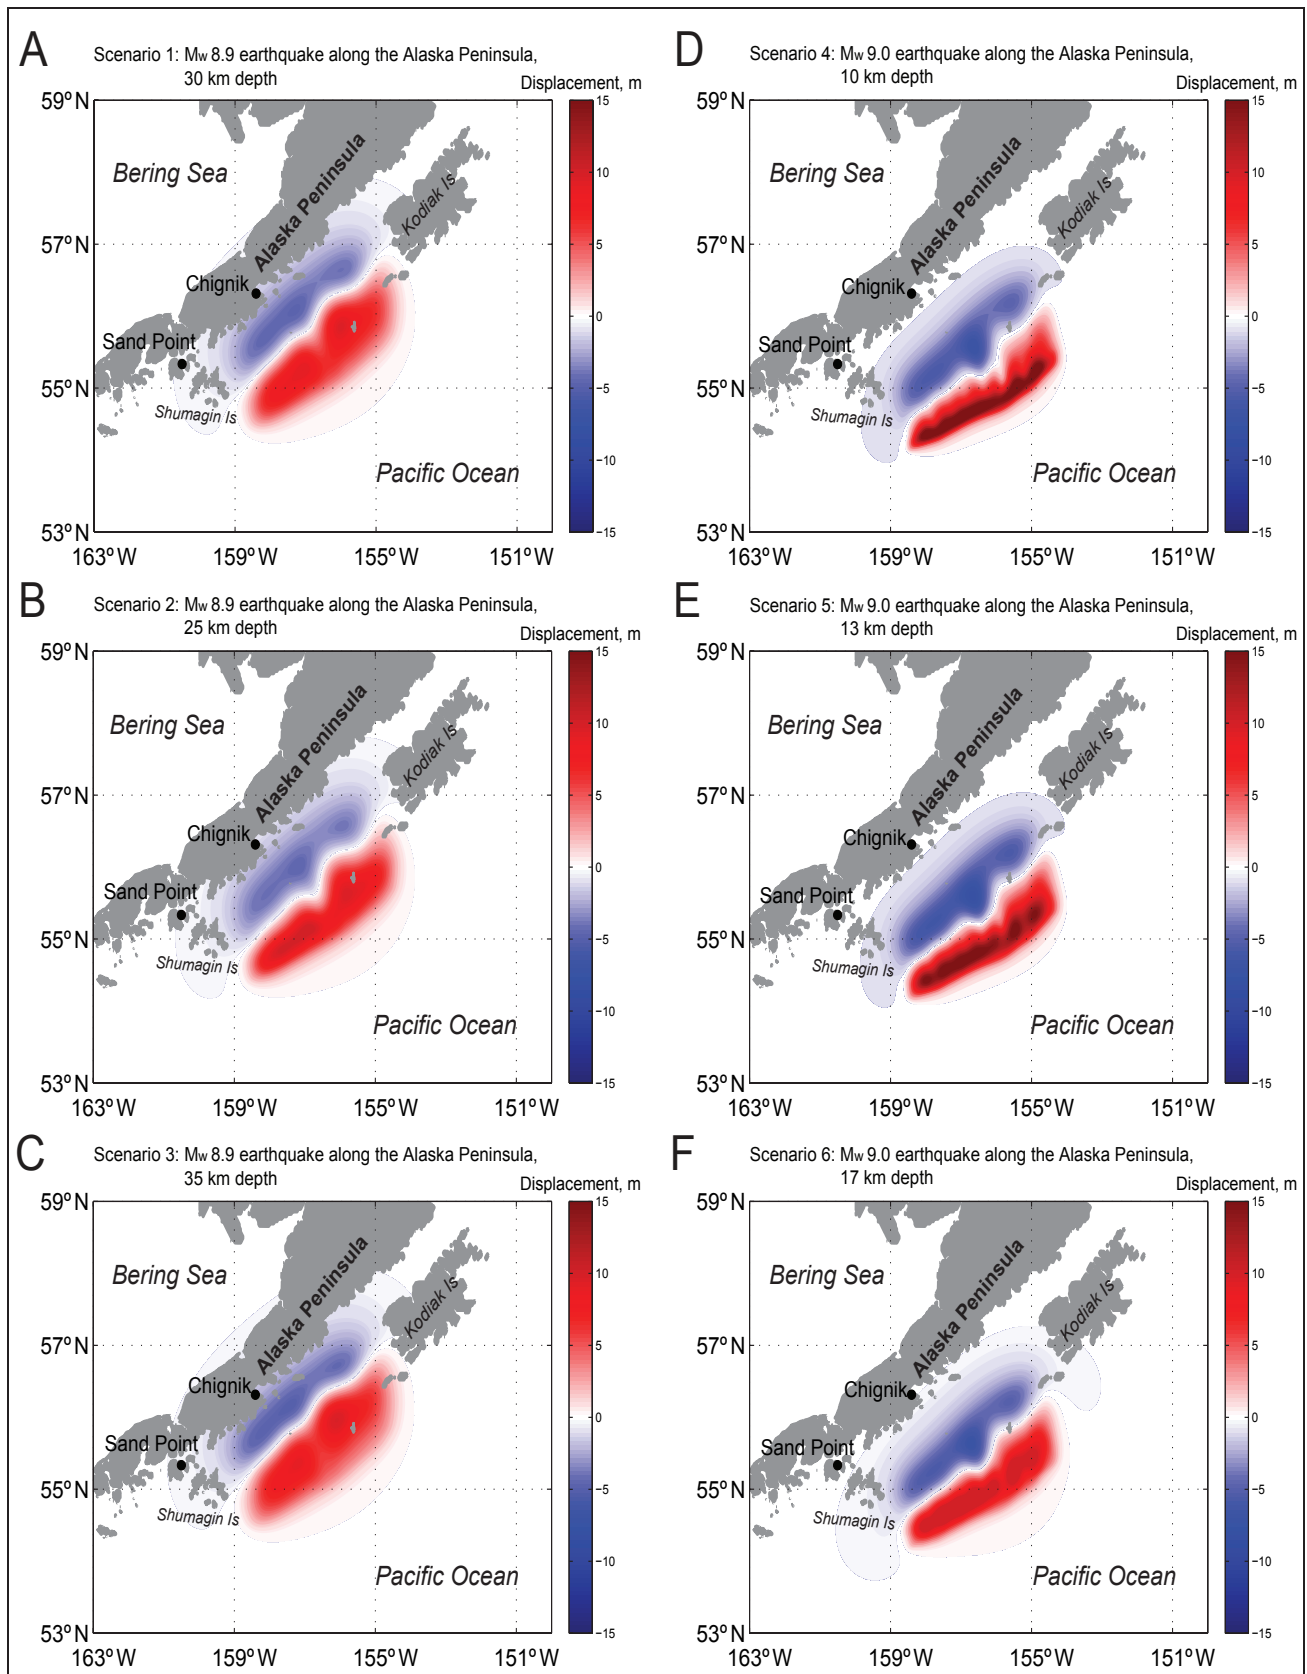 A
Scenario 1: Mw 8.9 earthquake along the Alaska Peninsula,
30 km depth
Displacement, m
59° N
57° N
55° N
53° N
163° W
159° W
155° W
151° W
Bering Sea
Alaska Peninsula
Kodiak Is
Chignik
Sand Point
Shumagin Is
Pacific Ocean
15
10
5
0
−5
−10
−15
B
Scenario 2: Mw 8.9 earthquake along the Alaska Peninsula,
25 km depth
Displacement, m
59° N
57° N
55° N
53° N
163° W
159° W
155° W
151° W
Bering Sea
Alaska Peninsula
Kodiak Is
Chignik
Sand Point
Shumagin Is
Pacific Ocean
15
10
5
0
−5
−10
−15
C
Scenario 3: Mw 8.9 earthquake along the Alaska Peninsula,
35 km depth
Displacement, m
59° N
57° N
55° N
53° N
163° W
159° W
155° W
151° W
Bering Sea
Alaska Peninsula
Kodiak Is
Chignik
Sand Point
Shumagin Is
Pacific Ocean
15
10
5
0
−5
−10
−15
D
Scenario 4: Mw 9.0 earthquake along the Alaska Peninsula,
10 km depth
Displacement, m
59° N
57° N
55° N
53° N
163° W
159° W
155° W
151° W
Bering Sea
Alaska Peninsula
Kodiak Is
Chignik
Sand Point
Shumagin Is
Pacific Ocean
15
10
5
0
−5
−10
−15
E
Scenario 5: Mw 9.0 earthquake along the Alaska Peninsula,
13 km depth
Displacement, m
59° N
57° N
55° N
53° N
163° W
159° W
155° W
151° W
Bering Sea
Alaska Peninsula
Kodiak Is
Chignik
Sand Point
Shumagin Is
Pacific Ocean
15
10
5
0
−5
−10
−15
F
Scenario 6: Mw 9.0 earthquake along the Alaska Peninsula,
17 km depth
Displacement, m
59° N
57° N
55° N
53° N
163° W
159° W
155° W
151° W
Bering Sea
Alaska Peninsula
Kodiak Is
Chignik
Sand Point
Shumagin Is
Pacific Ocean
15
10
5
0
−5
−10
−15